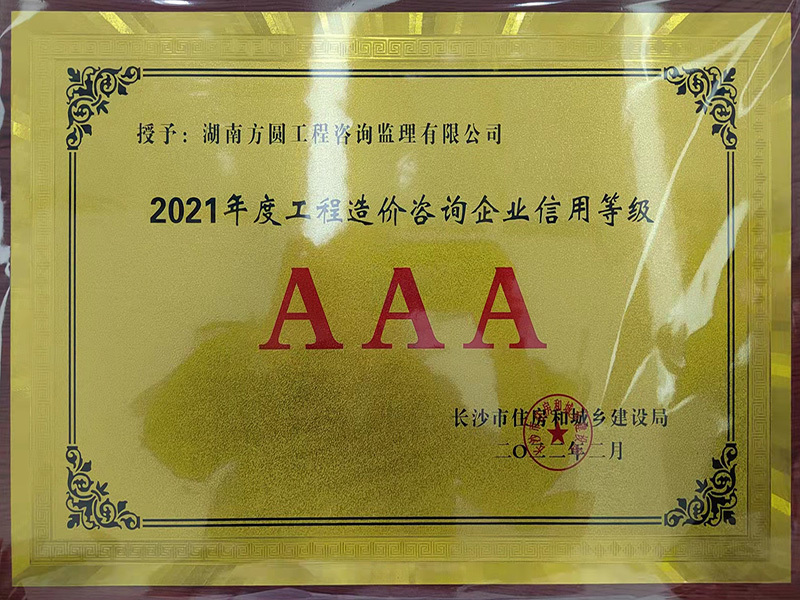 授予：湖南方圆工程咨询监理有限公司
2021年度工程造价咨询企业信用等级
AAA
长沙市住房和城乡建设局
二〇二二年二月